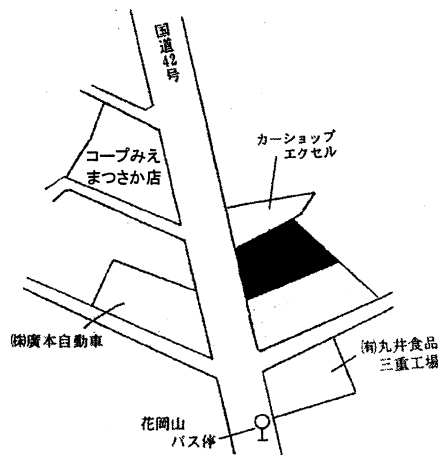 国道42号
カーショップ
エクセル
コープみえ
まつさか店
㈱廣本自動車
㈲丸井食品
三重工場
花岡山
バス停